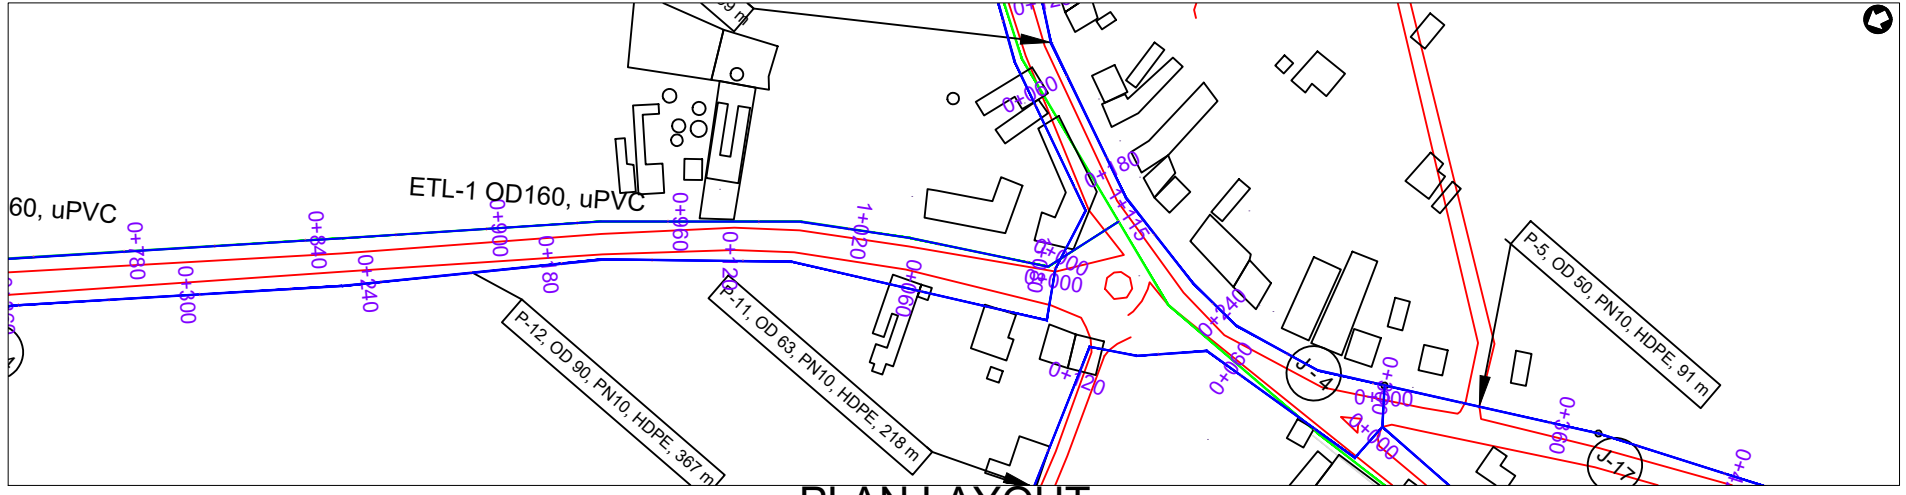 60, uPVC
ETL-1 OD160, uPVC
0+780
0+840
0+900
0+960
1+020
1+080
0+000
0+300
0+240
0+180
0+120
0+060
0+000
0+060
0+180
1+115
0+240
0+060
0+120
0+000
0+000
0+360
P-12, OD 90, PN10, HDPE, 367 m
P-11, OD 63, PN10, HDPE, 218 m
P-5, OD 50, PN10, HDPE, 91 m
J - 4
J-17
PLAN LAYOUT